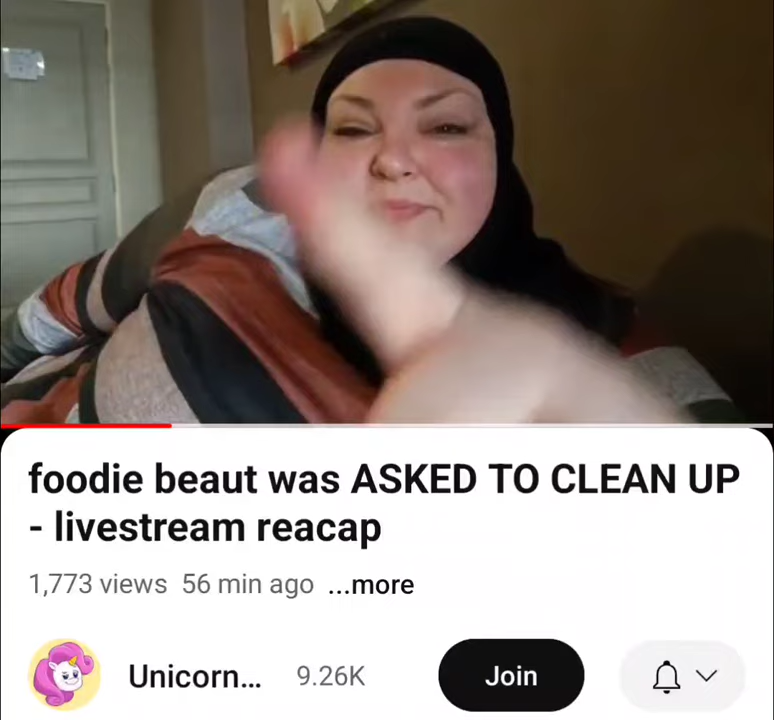 foodie beaut was ASKED TO CLEAN UP
- livestream reacap
1,773 views 56 min ago ...more
Unicorn... 9.26K Join